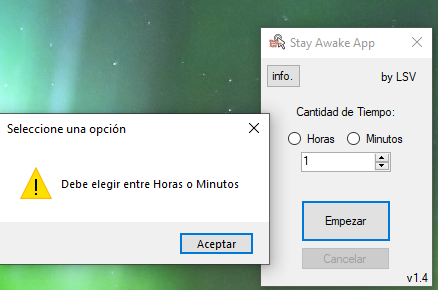 Stay Awake App
info.
by LSV
Cantidad de Tiempo:
Horas
Minutos
1
Empezar
Cancelar
v1.4
Seleccione una opción
Debe elegir entre Horas o Minutos
Aceptar